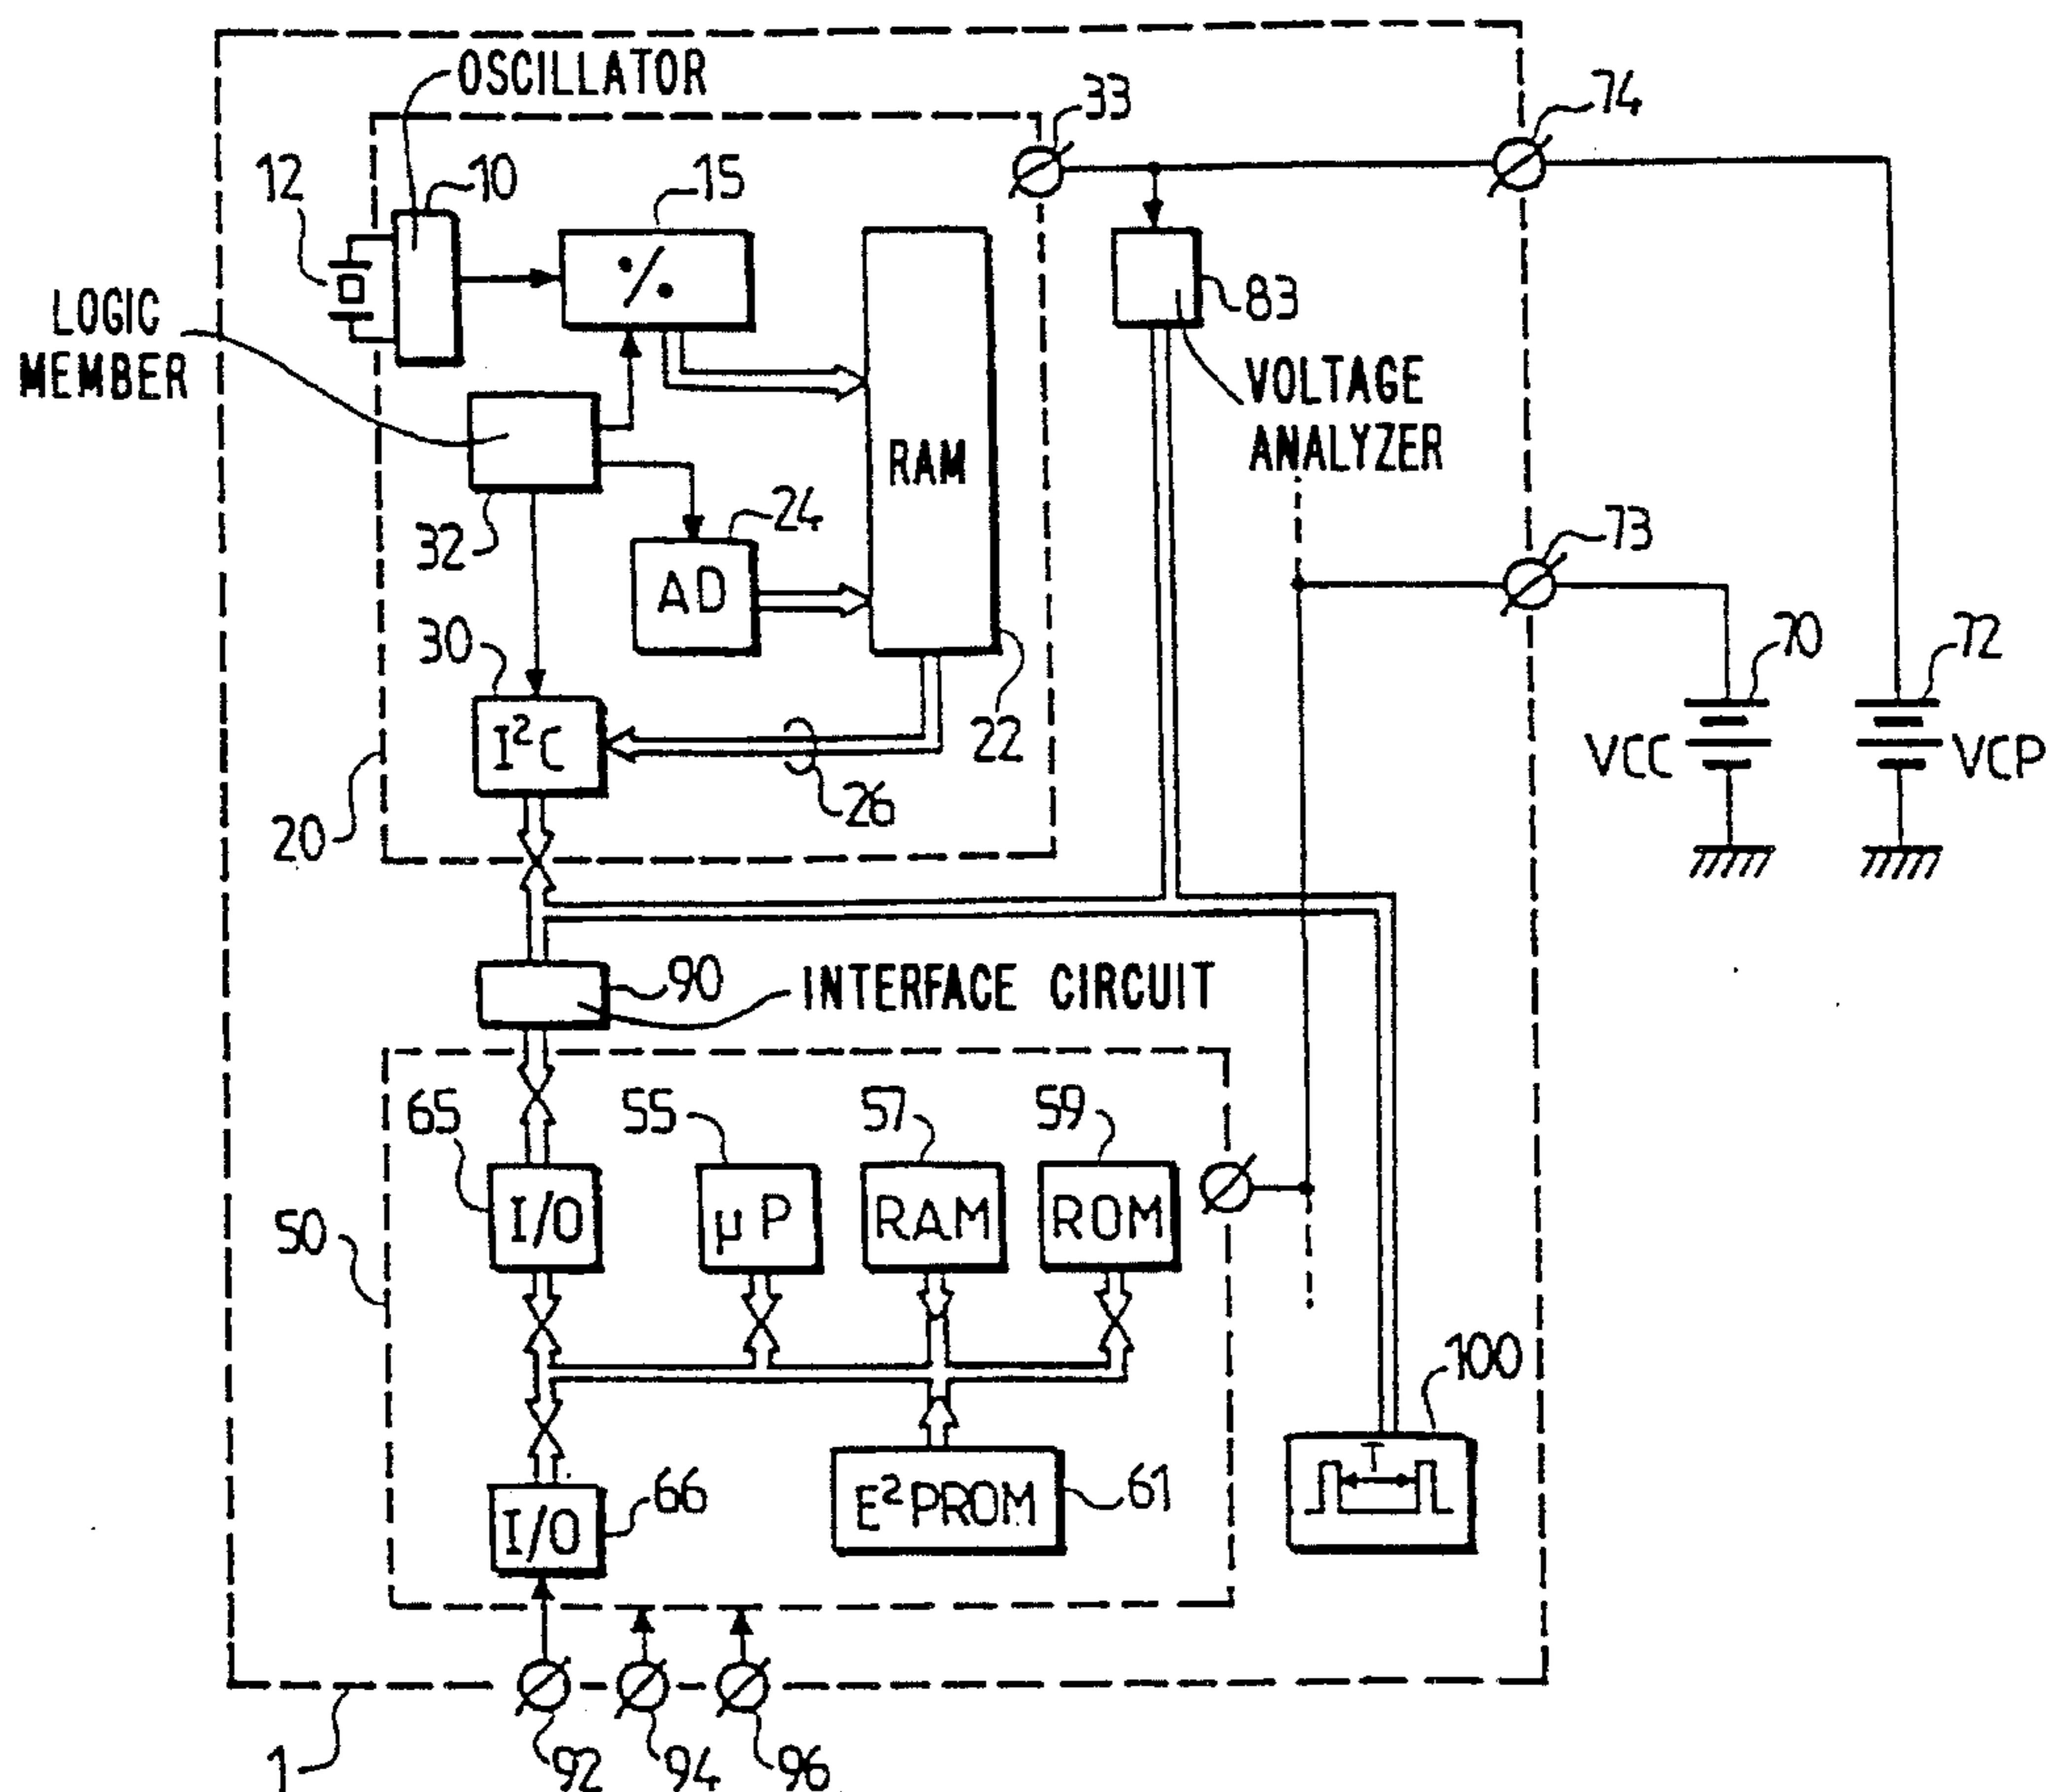 OSCILLATOR
33
74
12
10
15
LOGIC
MEMBER
83
VOLTAGE
ANALYZER
RAM
32
24
AD
73
30
70
72
I²C
22
VCC
VCP
26
20
90
INTERFACE CIRCUIT
65
55
57
59
I/O
µP
RAM
ROM
50
100
T
66
E²PROM
61
I/O
1
92
94
96